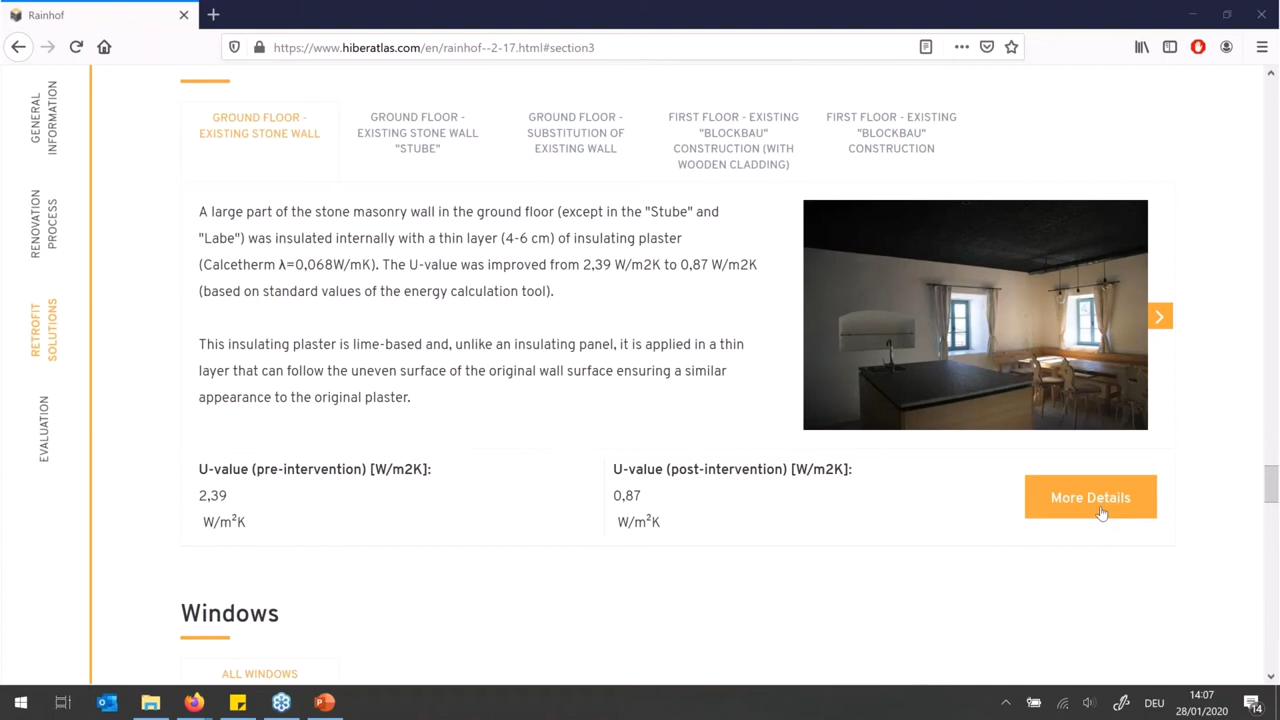 Rainhof
https://www.hiberatlas.com/en/rainhof--2-17.html#section3
GENERAL
INFORMATION
RENOVATION
PROCESS
RETROFIT
SOLUTIONS
EVALUATION
GROUND FLOOR -
EXISTING STONE WALL
GROUND FLOOR -
EXISTING STONE WALL
"STUBE"
GROUND FLOOR -
SUBSTITUTION OF
EXISTING WALL
FIRST FLOOR - EXISTING
"BLOCKBAU"
CONSTRUCTION (WITH
WOODEN CLADDING)
FIRST FLOOR - EXISTING
"BLOCKBAU"
CONSTRUCTION
A large part of the stone masonry wall in the ground floor (except in the "Stube" and
"Labe") was insulated internally with a thin layer (4-6 cm) of insulating plaster
(Calcetherm λ=0,068W/mK). The U-value was improved from 2,39 W/m2K to 0,87 W/m2K
(based on standard values of the energy calculation tool).
This insulating plaster is lime-based and, unlike an insulating panel, it is applied in a thin
layer that can follow the uneven surface of the original wall surface ensuring a similar
appearance to the original plaster.
U-value (pre-intervention) [W/m2K]:
2,39
W/m²K
U-value (post-intervention) [W/m2K]:
0,87
W/m²K
More Details
Windows
ALL WINDOWS
DEU
14:07
28/01/2020
14